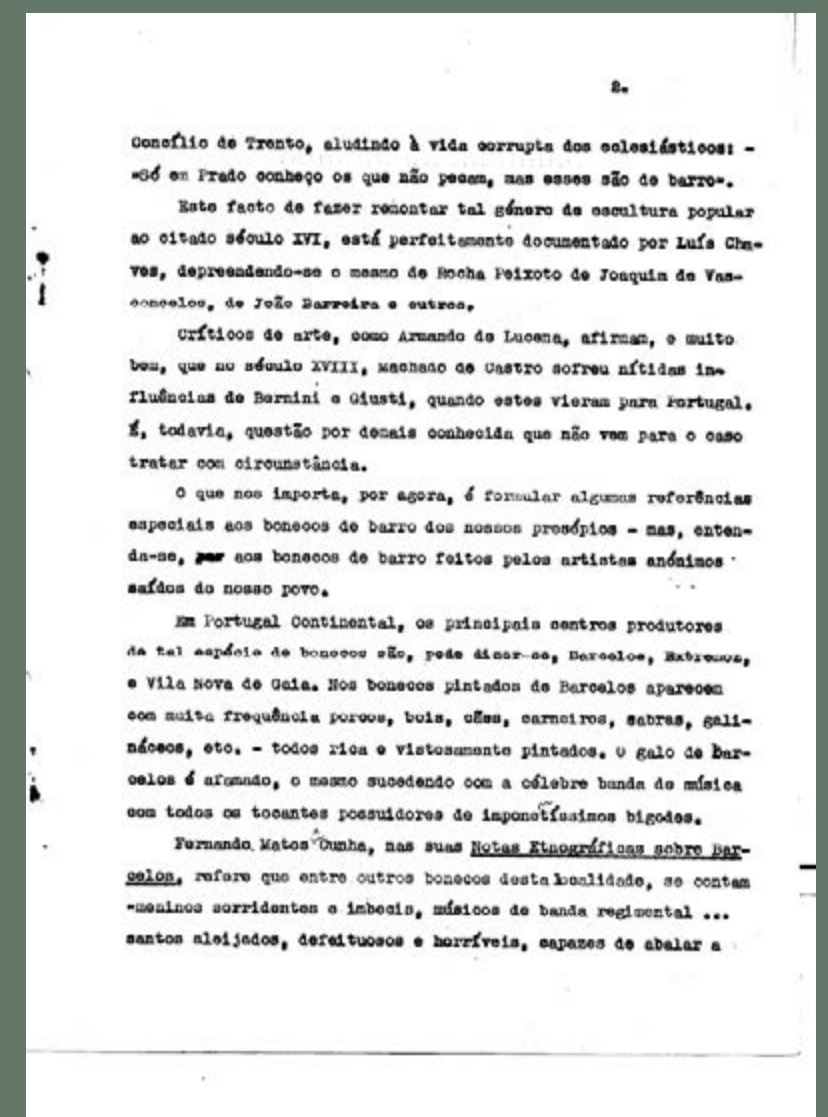 2.
Concílio de Trento, aludindo à vida corrupta dos eclesiásticos: -
"Só em Prado conheço os que não pecam, mas esses são de barro".
Este facto de fazer remontar tal género de escultura popular
ao citado século XVI, está perfeitamente documentado por Luís Cha-
ves, depreendendo-se o mesmo de Rocha Peixoto de Joaquim de Vas-
concelos, de João Barreira e outros.
Críticos de arte, como Armando de Lucena, afirmam, e muito
bem, que no século XVIII, Machado de Castro sofreu nítidas in-
fluências de Bernini e Giusti, quando estes vieram para Portugal.
É, todavia, questão por demais conhecida que não vem para o caso
tratar com circunstância.
O que nos importa, por agora, é formular algumas referências
especiais aos bonecos de barro dos nossos presépios - mas, enten-
da-se, aos bonecos de barro feitos pelos artistas anónimos
saídos do nosso povo.
Em Portugal Continental, os principais centros produtores
de tal espécie de bonecos são, pode dizer-se, Barcelos, Extremoz,
e Vila Nova de Gaia. Nos bonecos pintados de Barcelos aparecem
com muita frequência porcos, bois, cães, carneiros, cabras, gali-
náceos, etc. - todos rica e vistosamente pintados. O galo de Bar-
celos é afamado, o mesmo sucedendo com a célebre banda de música
com todos os tocantes possuidores de imponetíssimos bigodes.
Fernando Matos Cunha, nas suas Notas Etnográficas sobre Bar-
celos, refere que entre outros bonecos desta localidade, se contam
"meninos sorridentes e imbecis, músicos de banda regimental ...
santos aleijados, defeituosos e horríveis, capazes de abalar a